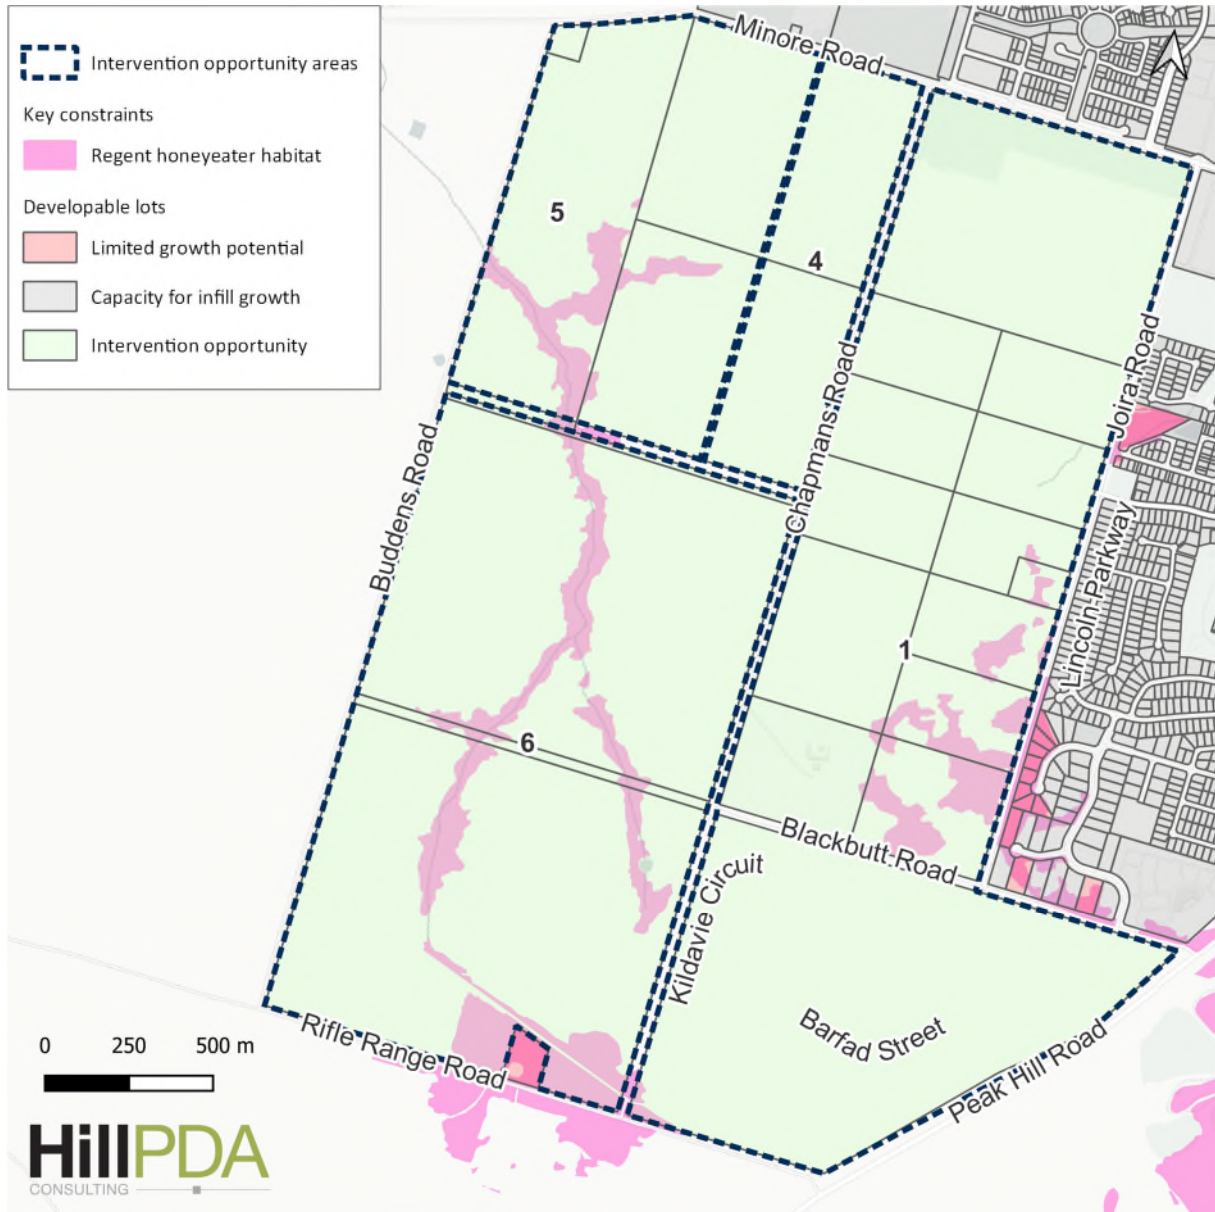 Intervention opportunity areas
Key constraints
Regent honeyeater habitat
Developable lots
Limited growth potential
Capacity for infill growth
Intervention opportunity
Minore Road
5
4
Chapmans Road
Joira Road
Buddens Road
Lincoln Parkway
1
6
Blackbutt Road
Kildavie Circuit
Barfad Street
Rifle Range Road
Peak Hill Road
0 250 500 m
HillPDA
CONSULTING